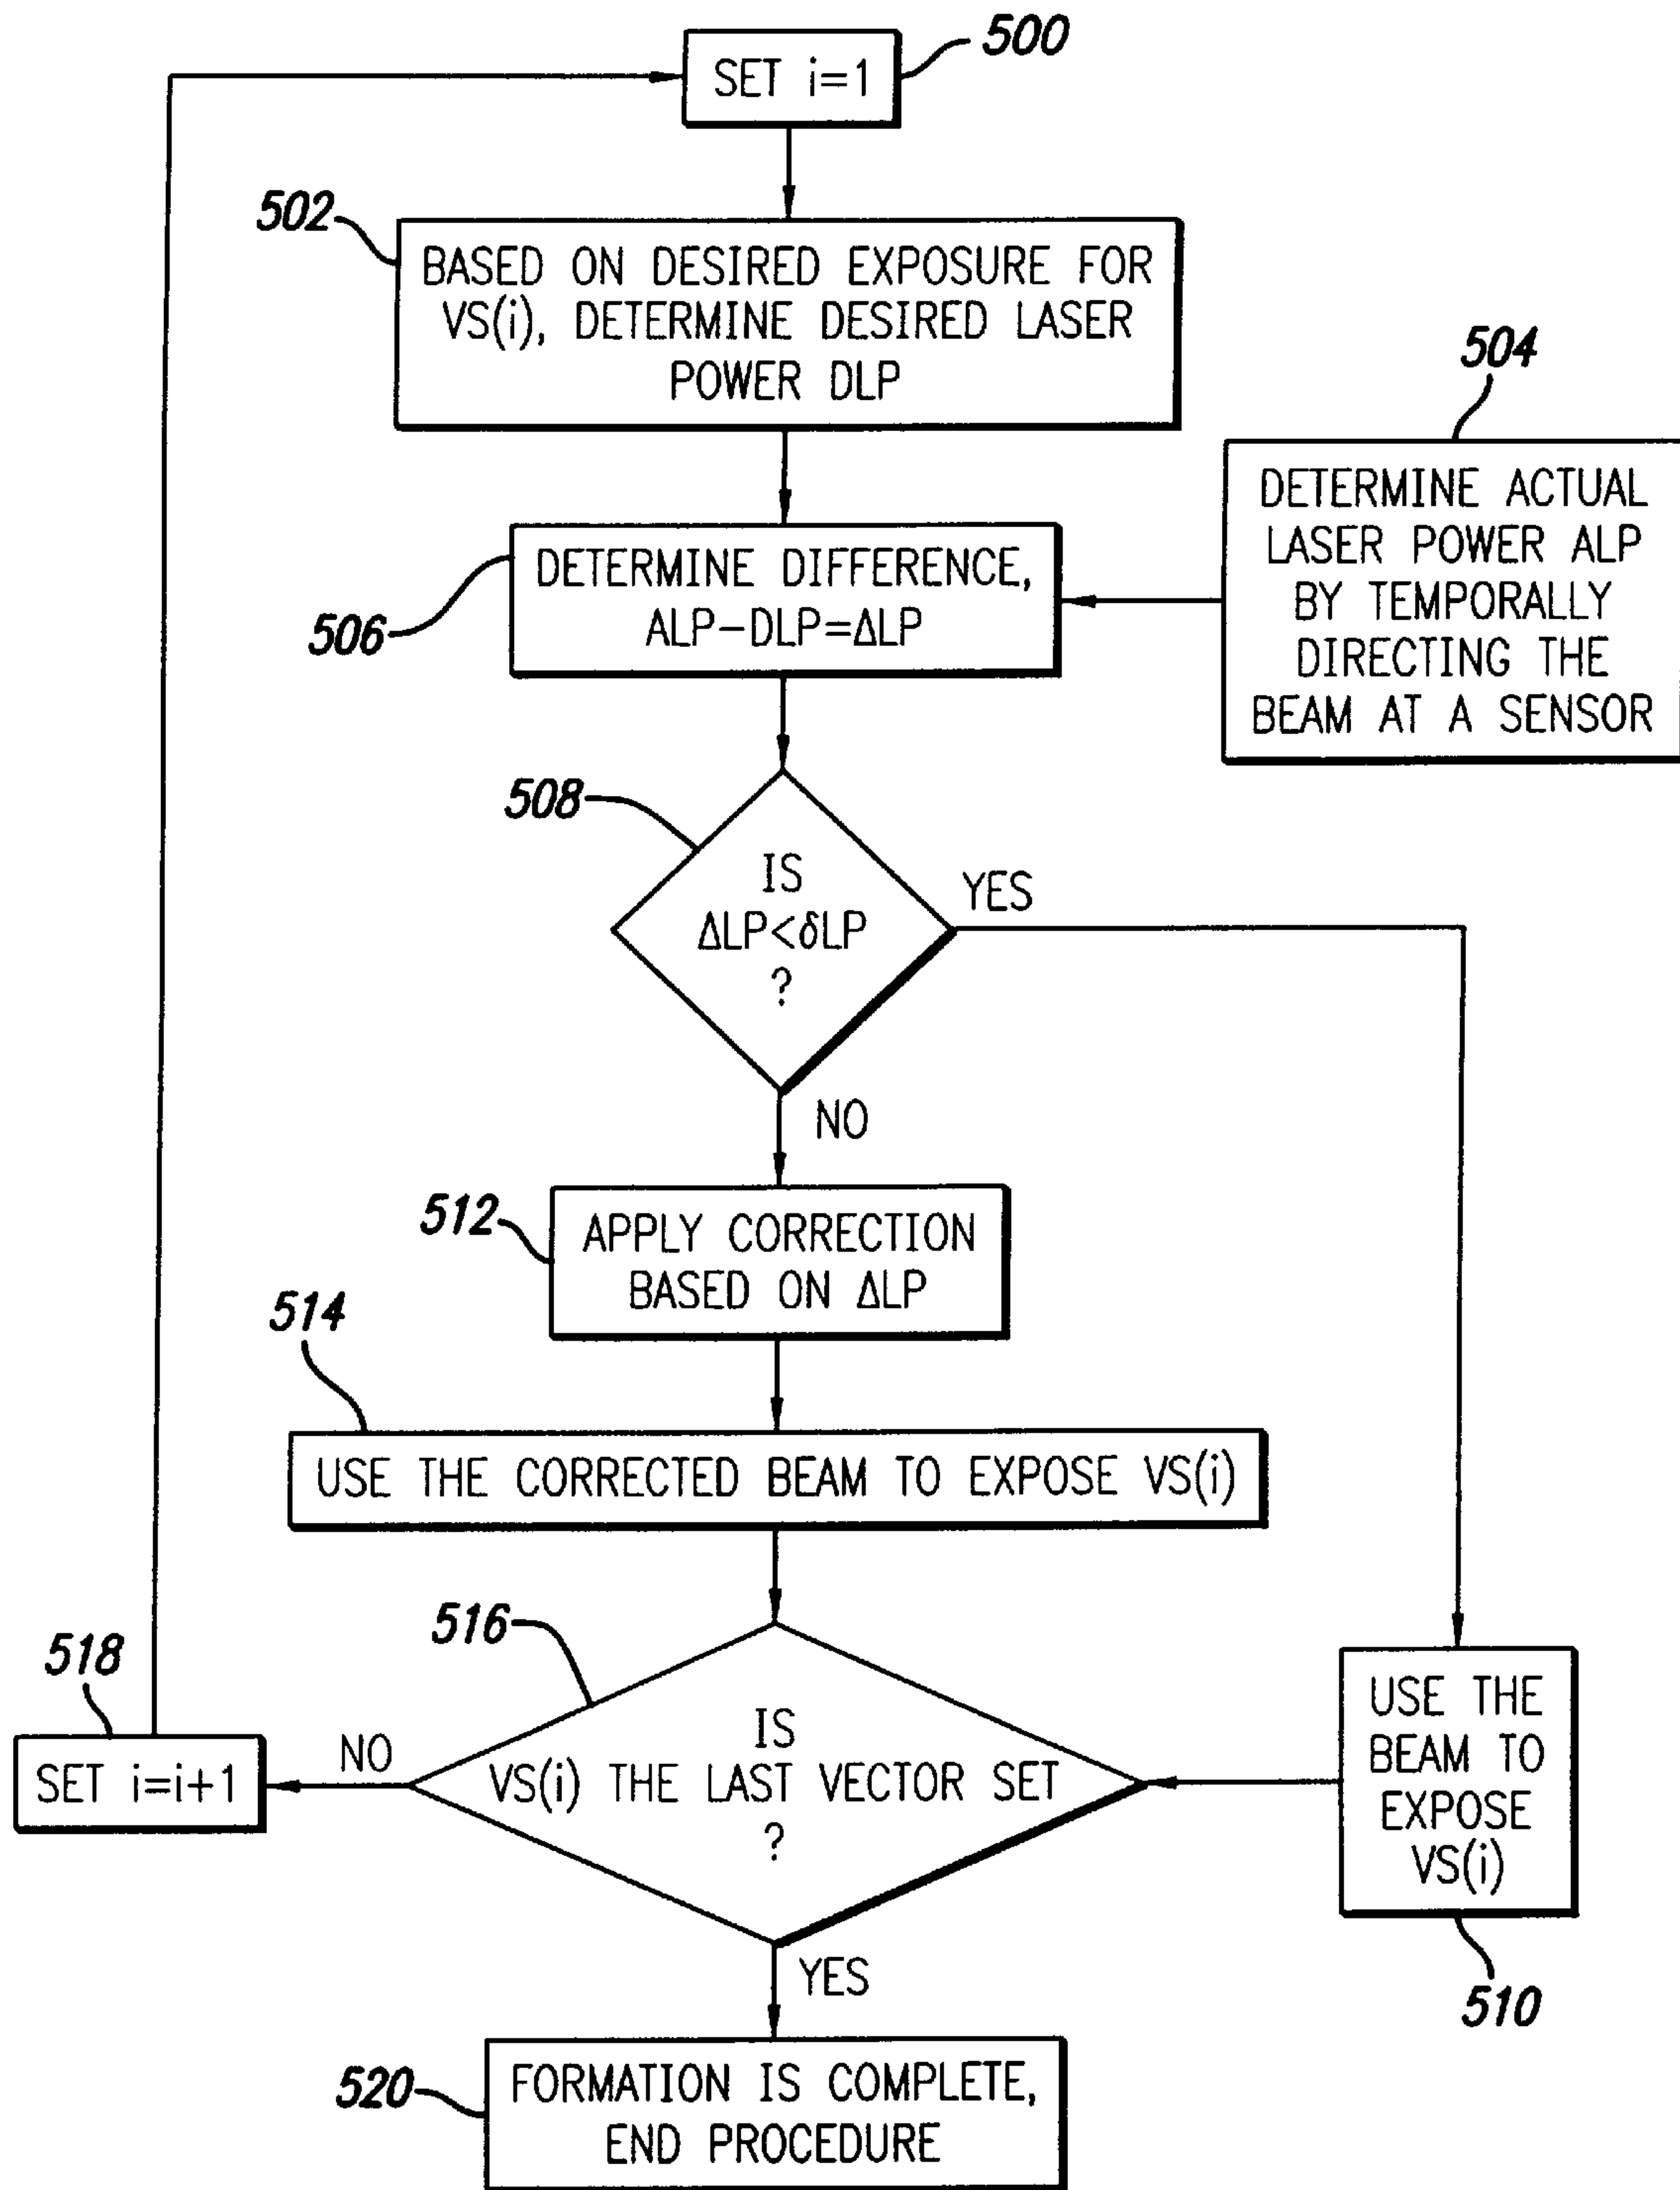 500
SET i=1
502
BASED ON DESIRED EXPOSURE FOR
VS(i), DETERMINE DESIRED LASER
POWER DLP
504
DETERMINE ACTUAL
LASER POWER ALP
BY TEMPORALLY
DIRECTING THE
BEAM AT A SENSOR
506
DETERMINE DIFFERENCE,
ALP-DLP=ΔLP
508
IS
ΔLP<δLP
?
YES
NO
512
APPLY CORRECTION
BASED ON ΔLP
514
USE THE CORRECTED BEAM TO EXPOSE VS(i)
516
IS
VS(i) THE LAST VECTOR SET
?
NO
518
SET i=i+1
USE THE
BEAM TO
EXPOSE
VS(i)
510
YES
520
FORMATION IS COMPLETE,
END PROCEDURE